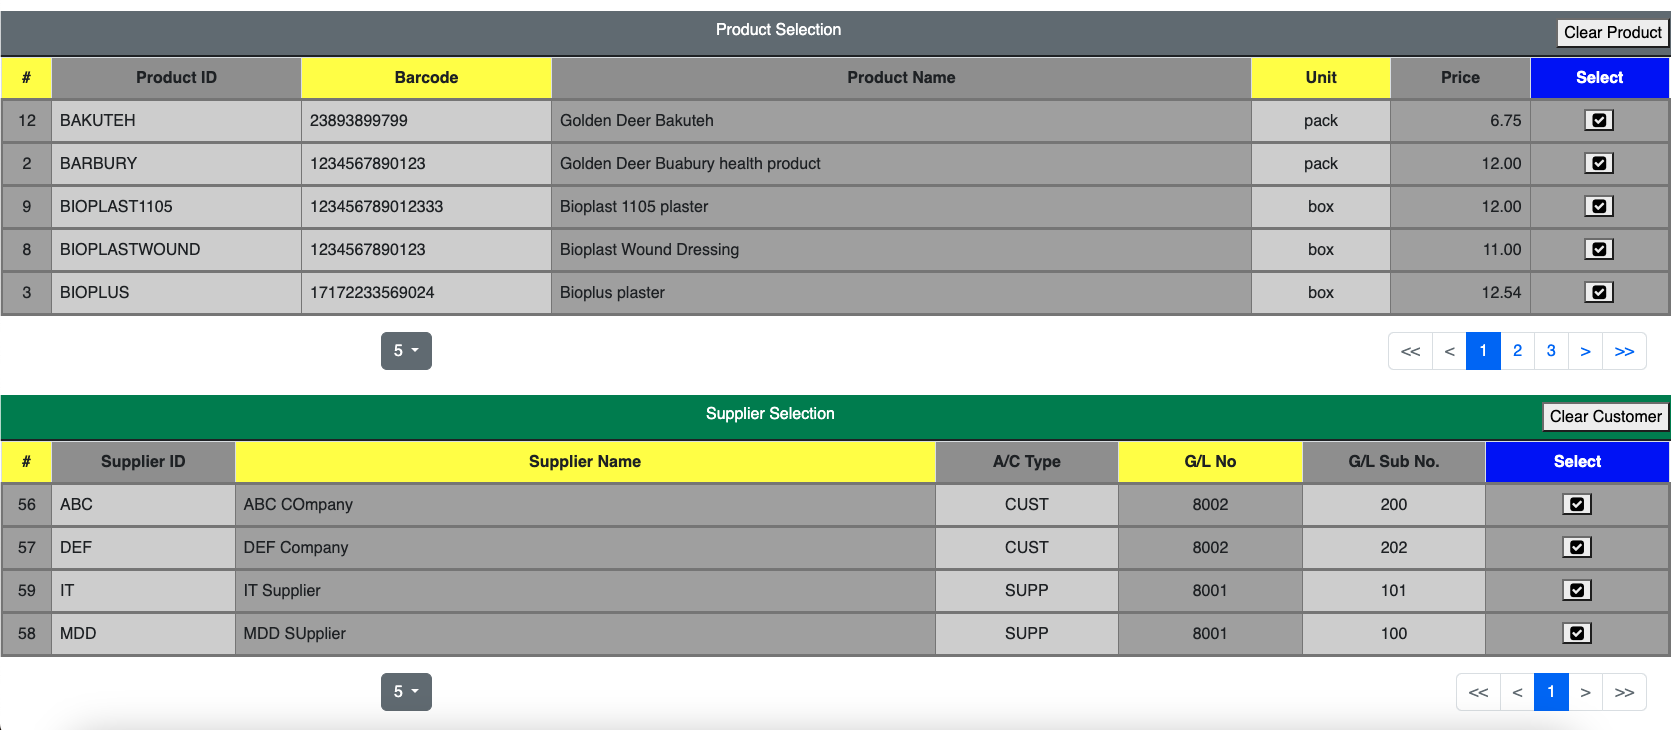 Product Selection Clear Product
# Product ID Barcode Product Name Unit Price Select
12 BAKUTEH 23893899799 Golden Deer Bakuteh pack 6.75
2 BARBURY 1234567890123 Golden Deer Buabury health product pack 12.00
9 BIOPLAST1105 123456789012333 Bioplast 1105 plaster box 12.00
8 BIOPLASTWOUND 1234567890123 Bioplast Wound Dressing box 11.00
3 BIOPLUS 17172233569024 Bioplus plaster box 12.54
5 << < 1 2 3 > >>
Supplier Selection Clear Customer
# Supplier ID Supplier Name A/C Type G/L No G/L Sub No. Select
56 ABC ABC COmpany CUST 8002 200
57 DEF DEF Company CUST 8002 202
59 IT IT Supplier SUPP 8001 101
58 MDD MDD SUpplier SUPP 8001 100
5 << < 1 > >>